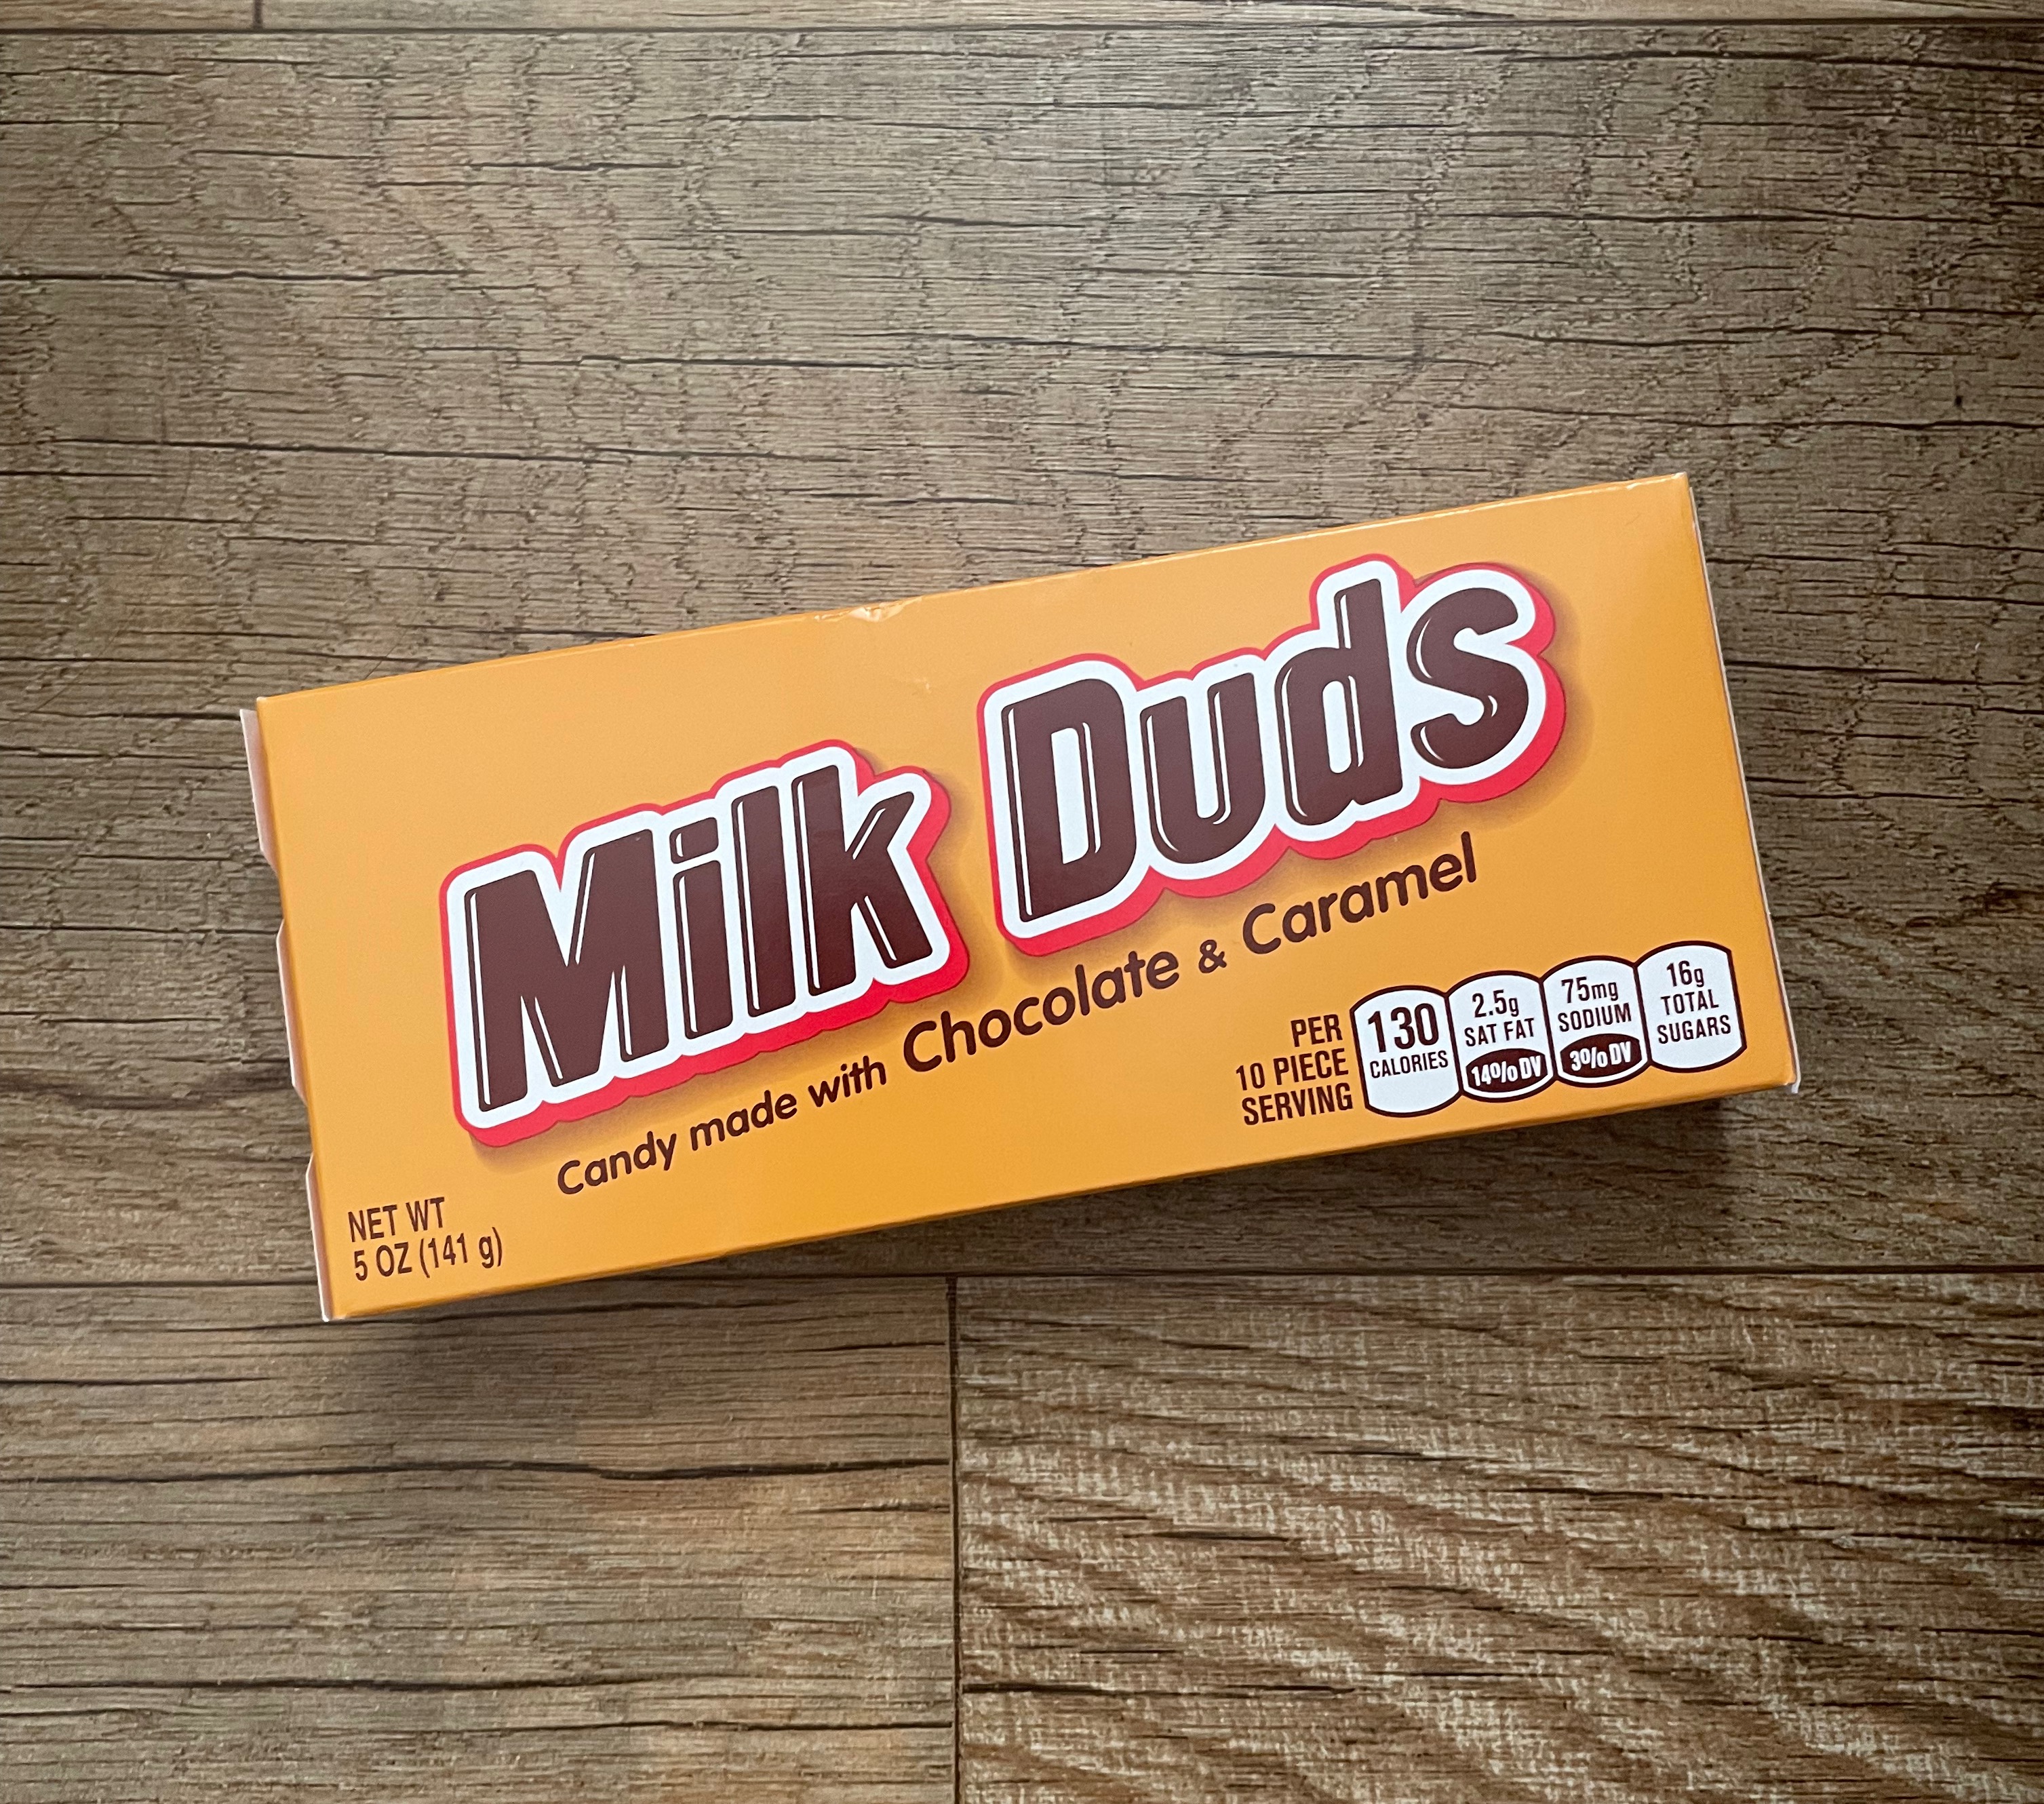 Milk Duds
Candy made with Chocolate & Caramel
NET WT
5 OZ (141 g)
PER
10 PIECE
SERVING
130
CALORIES
2.5g
SAT FAT
14% DV
75mg
SODIUM
3% DV
16g
TOTAL
SUGARS